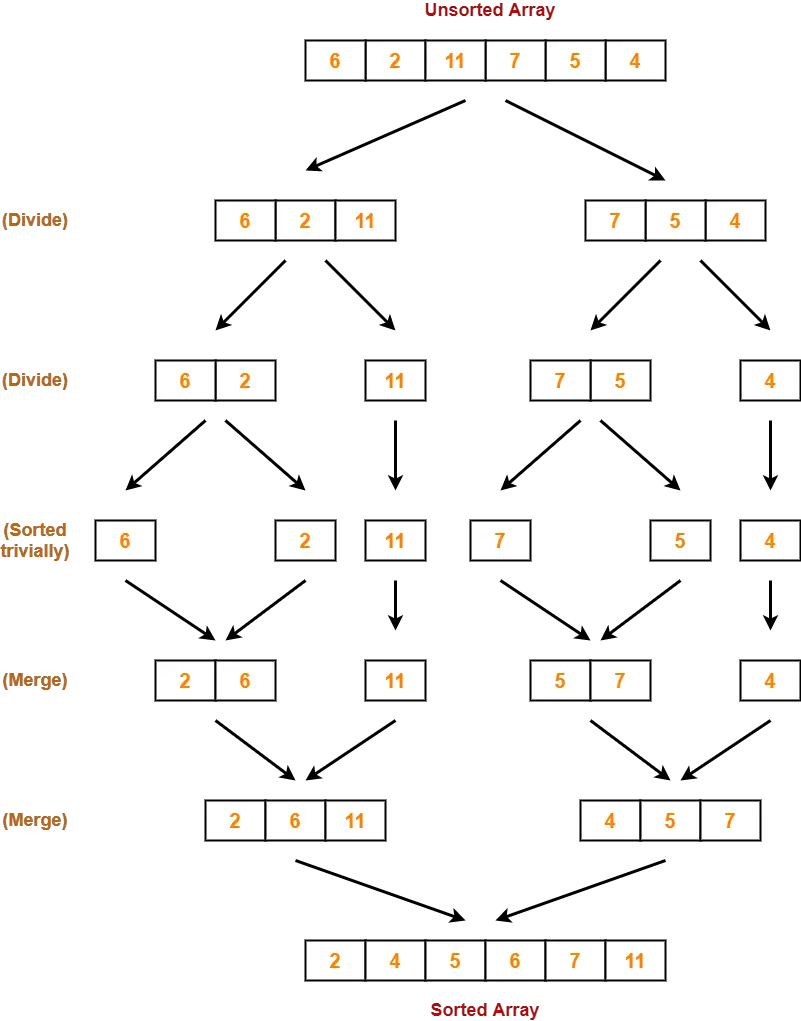 Unsorted Array
6 2 11 7 5 4
(Divide) 6 2 11 7 5 4
(Divide) 6 2 11 7 5 4
(Sorted
trivially) 6 2 11 7 5 4
(Merge) 2 6 11 5 7 4
(Merge) 2 6 11 4 5 7
2 4 5 6 7 11
Sorted Array